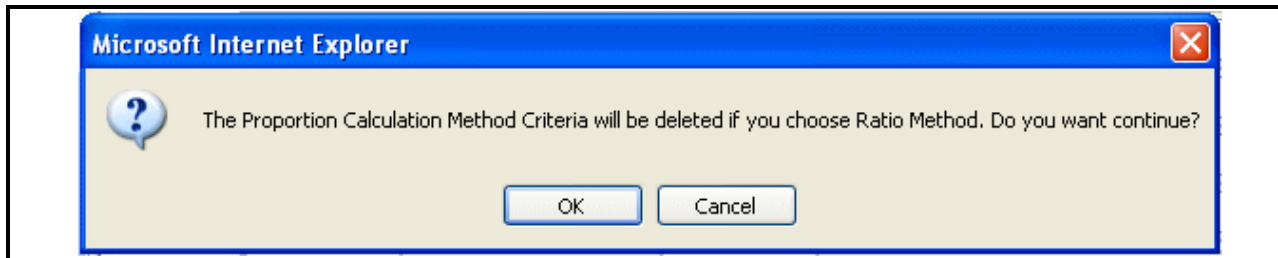 Microsoft Internet Explorer
The Proportion Calculation Method Criteria will be deleted if you choose Ratio Method. Do you want continue?
OK
Cancel